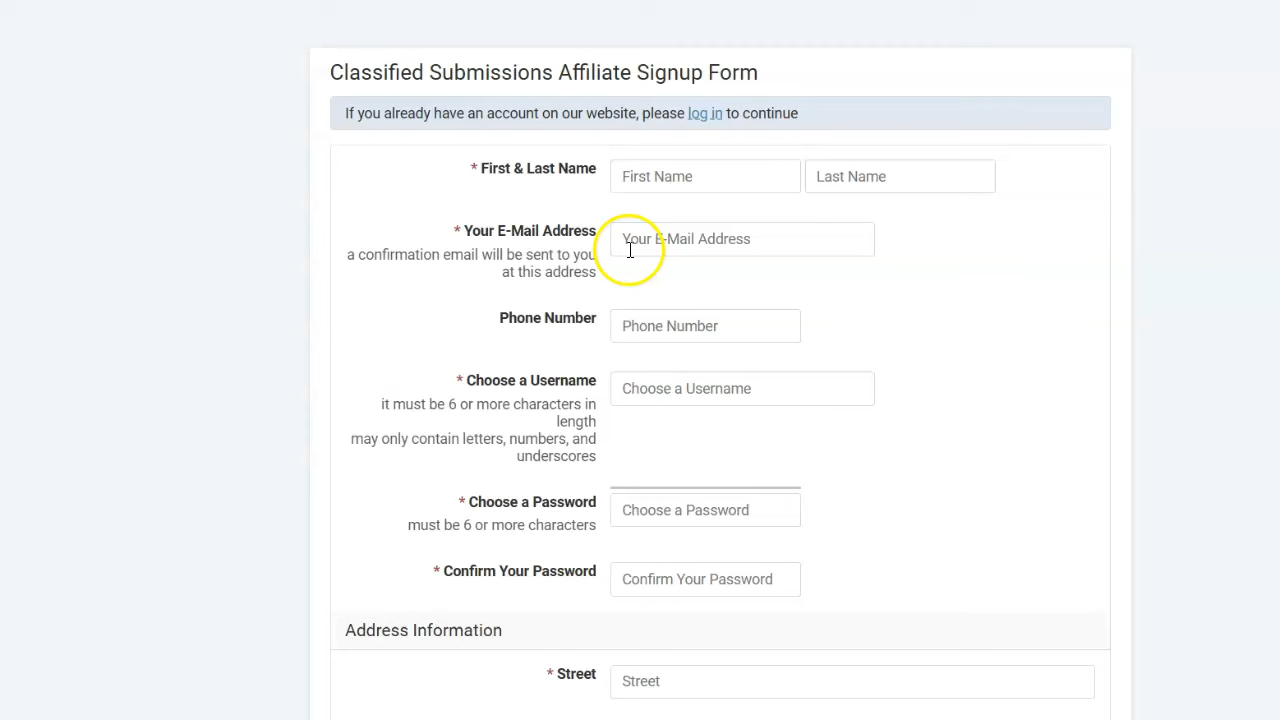 Classified Submissions Affiliate Signup Form
If you already have an account on our website, please log in to continue
* First & Last Name
First Name
Last Name
* Your E-Mail Address
a confirmation email will be sent to you
at this address
Your E-Mail Address
Phone Number
Phone Number
* Choose a Username
it must be 6 or more characters in
length
may only contain letters, numbers, and
underscores
Choose a Username
* Choose a Password
must be 6 or more characters
Choose a Password
* Confirm Your Password
Confirm Your Password
Address Information
* Street
Street